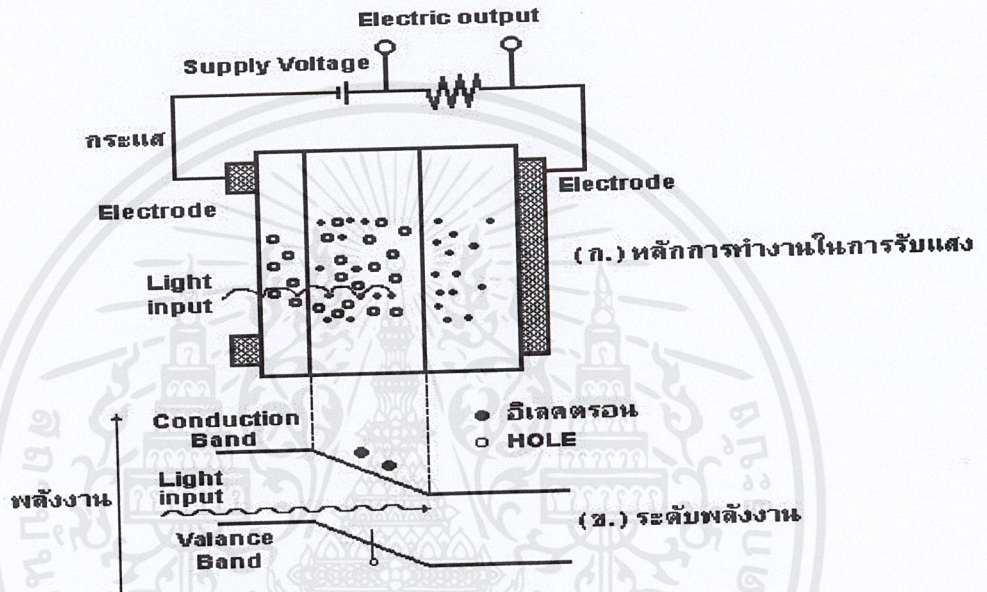 Electric output
Supply Voltage
กระแส
Electrode
Electrode
(ก.) หลักการทำงานในการรับแสง
Light
input
Conduction
Band
อิเลคตรอน
HOLE
พลังงาน
Light
input
(ข.) ระดับพลังงาน
Valance
Band